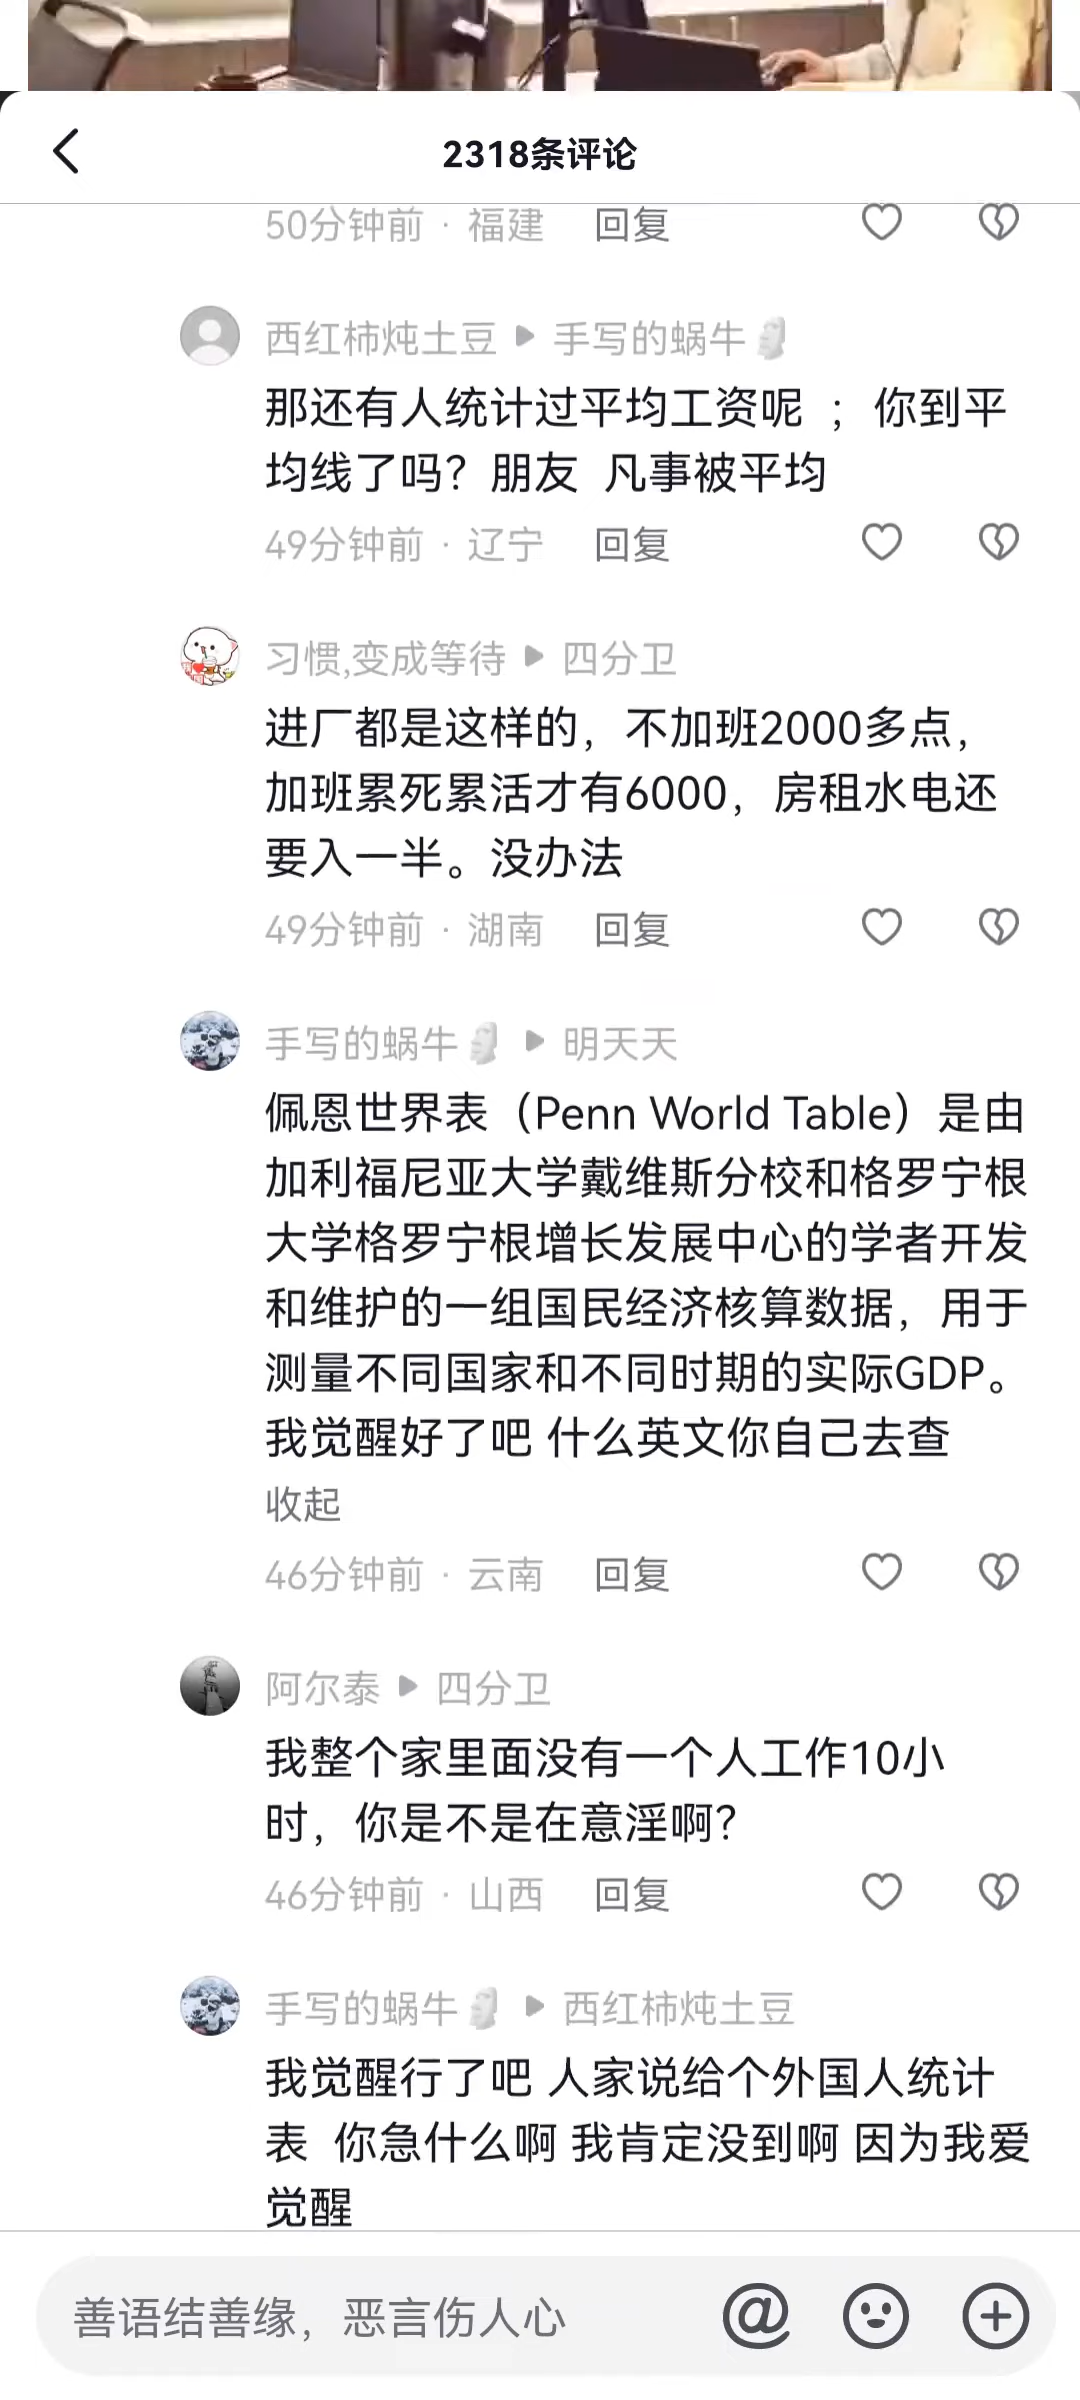 2318条评论
50分钟前 · 福建 回复
西红柿炖土豆 ▶ 手写的蜗牛🗿
那还有人统计过平均工资呢 ；你到平
均线了吗？朋友 凡事被平均
49分钟前 · 辽宁 回复
习惯,变成等待 ▶ 四分卫
进厂都是这样的，不加班2000多点，
加班累死累活才有6000，房租水电还
要入一半。没办法
49分钟前 · 湖南 回复
手写的蜗牛🗿 ▶ 明天天
佩恩世界表（Penn World Table）是由
加利福尼亚大学戴维斯分校和格罗宁根
大学格罗宁根增长发展中心的学者开发
和维护的一组国民经济核算数据，用于
测量不同国家和不同时期的实际GDP。
我觉醒好了吧 什么英文你自己去查
收起
46分钟前 · 云南 回复
阿尔泰 ▶ 四分卫
我整个家里面没有一个人工作10小
时，你是不是在意淫啊？
46分钟前 · 山西 回复
手写的蜗牛🗿 ▶ 西红柿炖土豆
我觉醒行了吧 人家说给个外国人统计
表 你急什么啊 我肯定没到啊 因为我爱
觉醒
善语结善缘，恶言伤人心